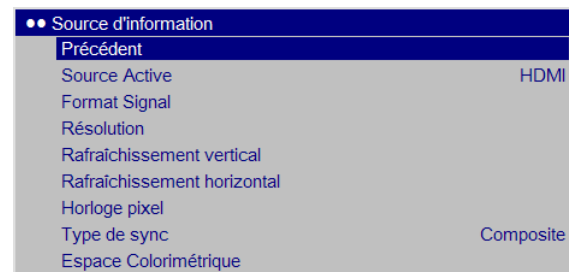 Source d'information
Précédent
Source Active HDMI
Format Signal
Résolution
Rafraîchissement vertical
Rafraîchissement horizontal
Horloge pixel
Type de sync Composite
Espace Colorimétrique